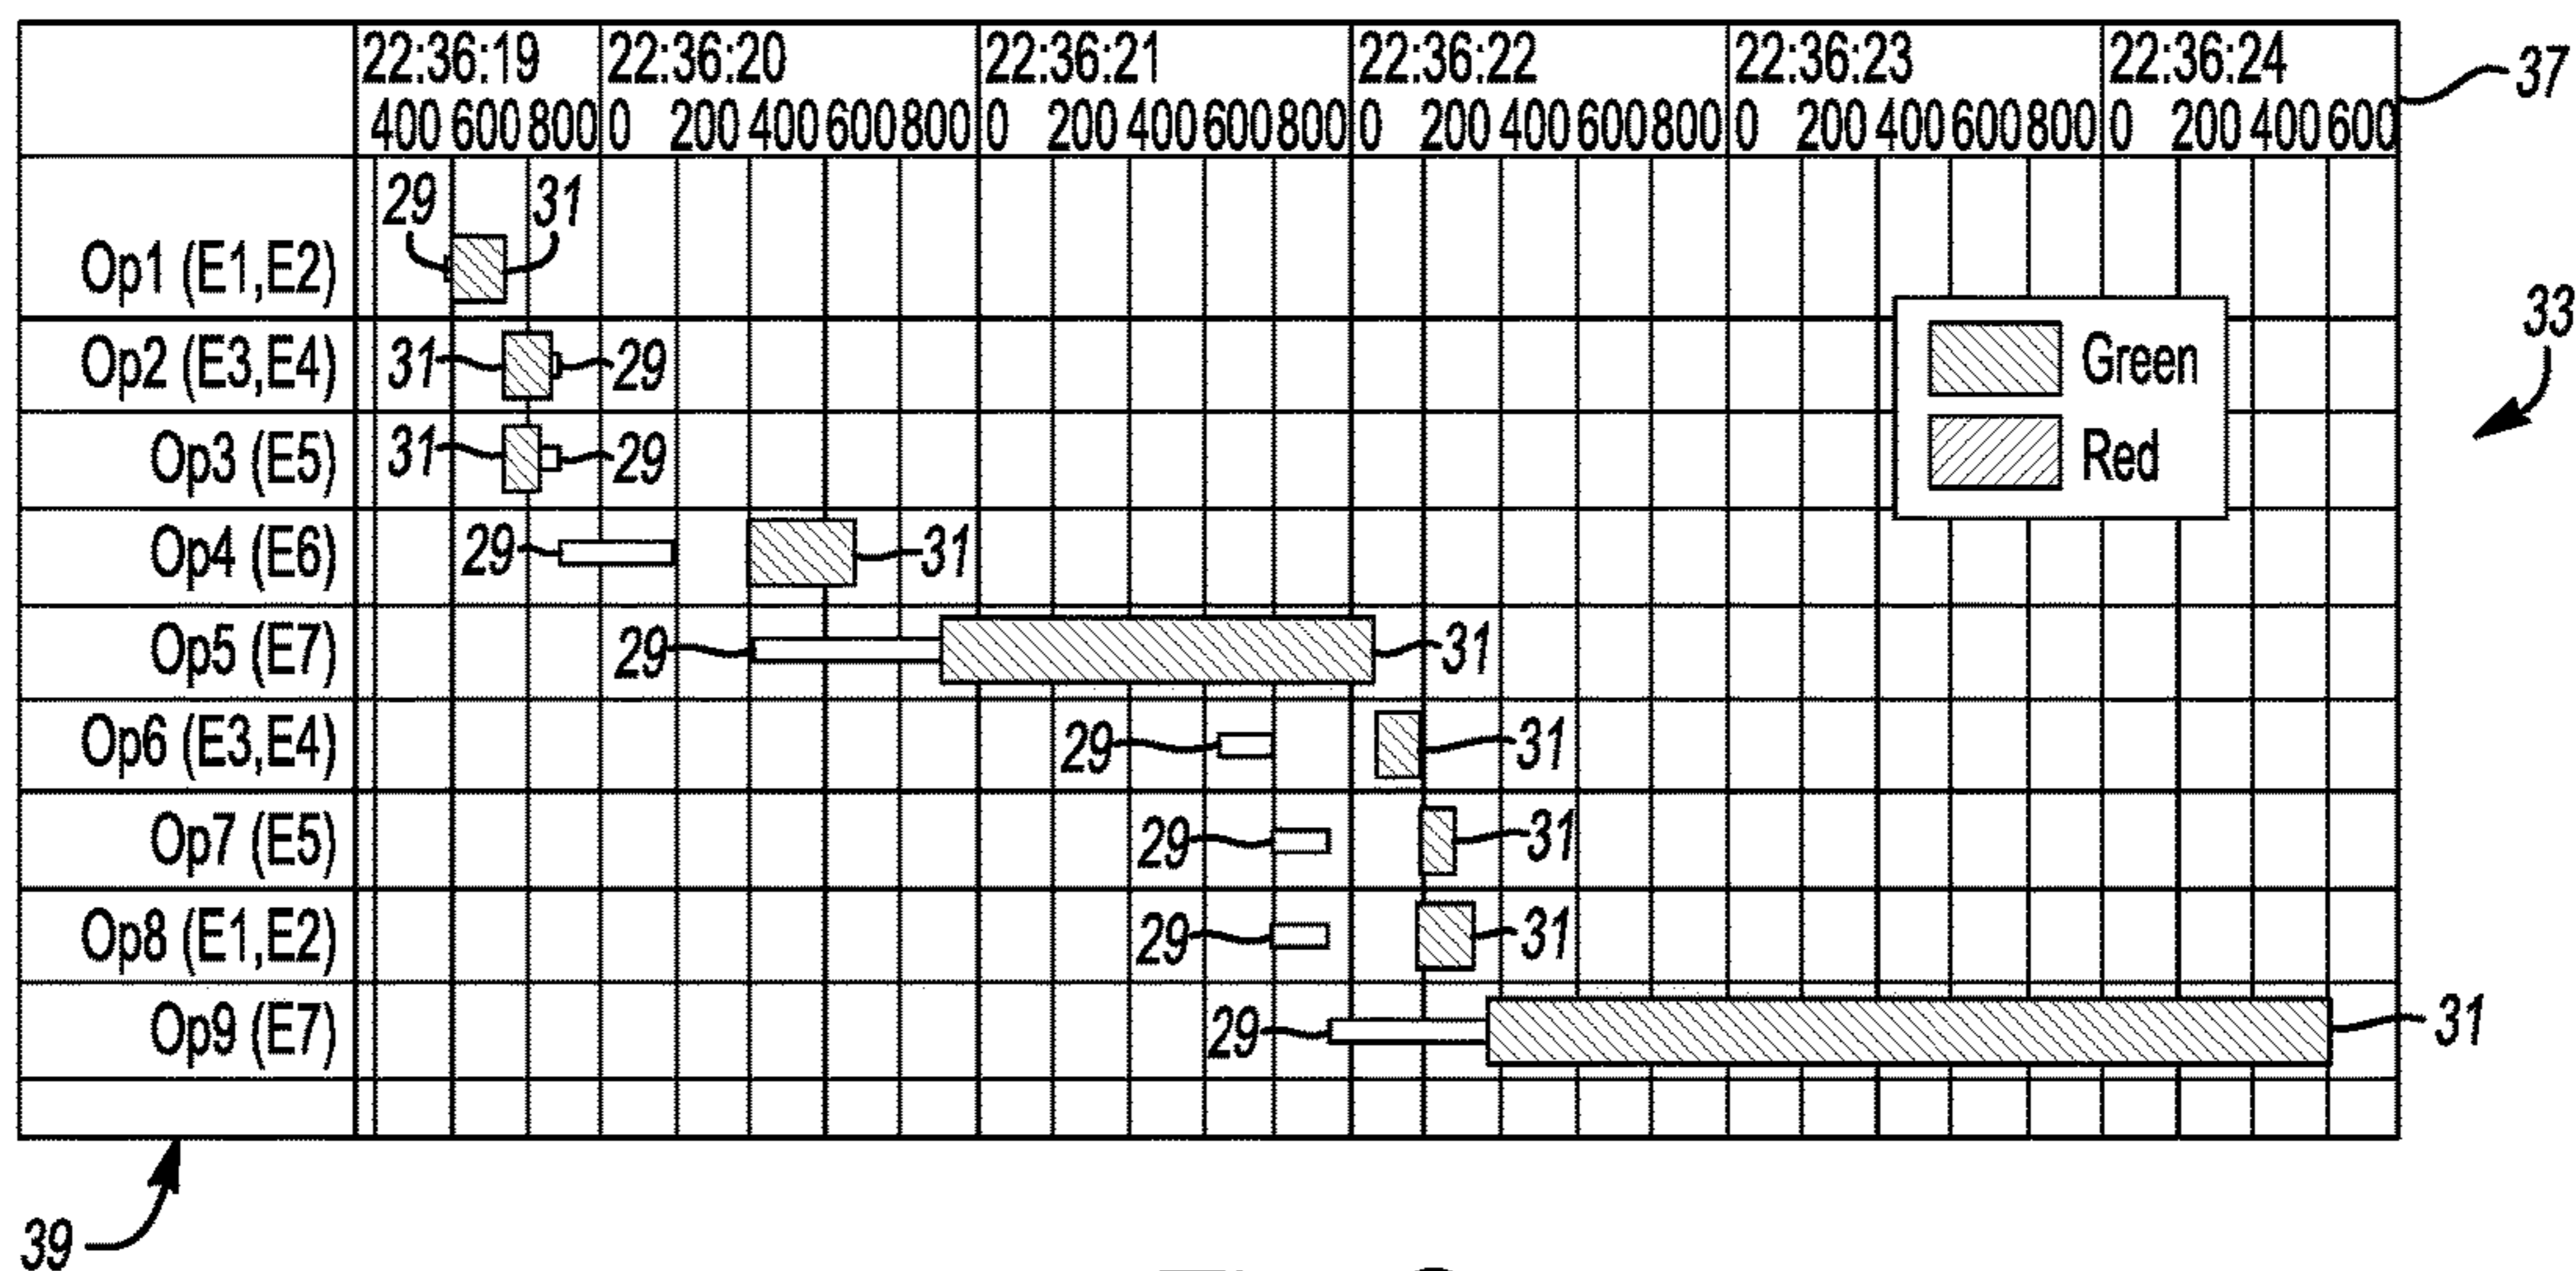 22:36:19 22:36:20 22:36:21 22:36:22 22:36:23 22:36:24
400 600 800 0 200 400 600 800 0 200 400 600 800 0 200 400 600 800 0 200 400 600 800 0 200 400 600
37
29 31
Op1 (E1,E2)
33
Op2 (E3,E4) 31 29
Green
Op3 (E5) 31 29
Red
Op4 (E6) 29 31
Op5 (E7) 29 31
Op6 (E3,E4) 29 31
Op7 (E5) 29 31
Op8 (E1,E2) 29 31
Op9 (E7) 29 31
39